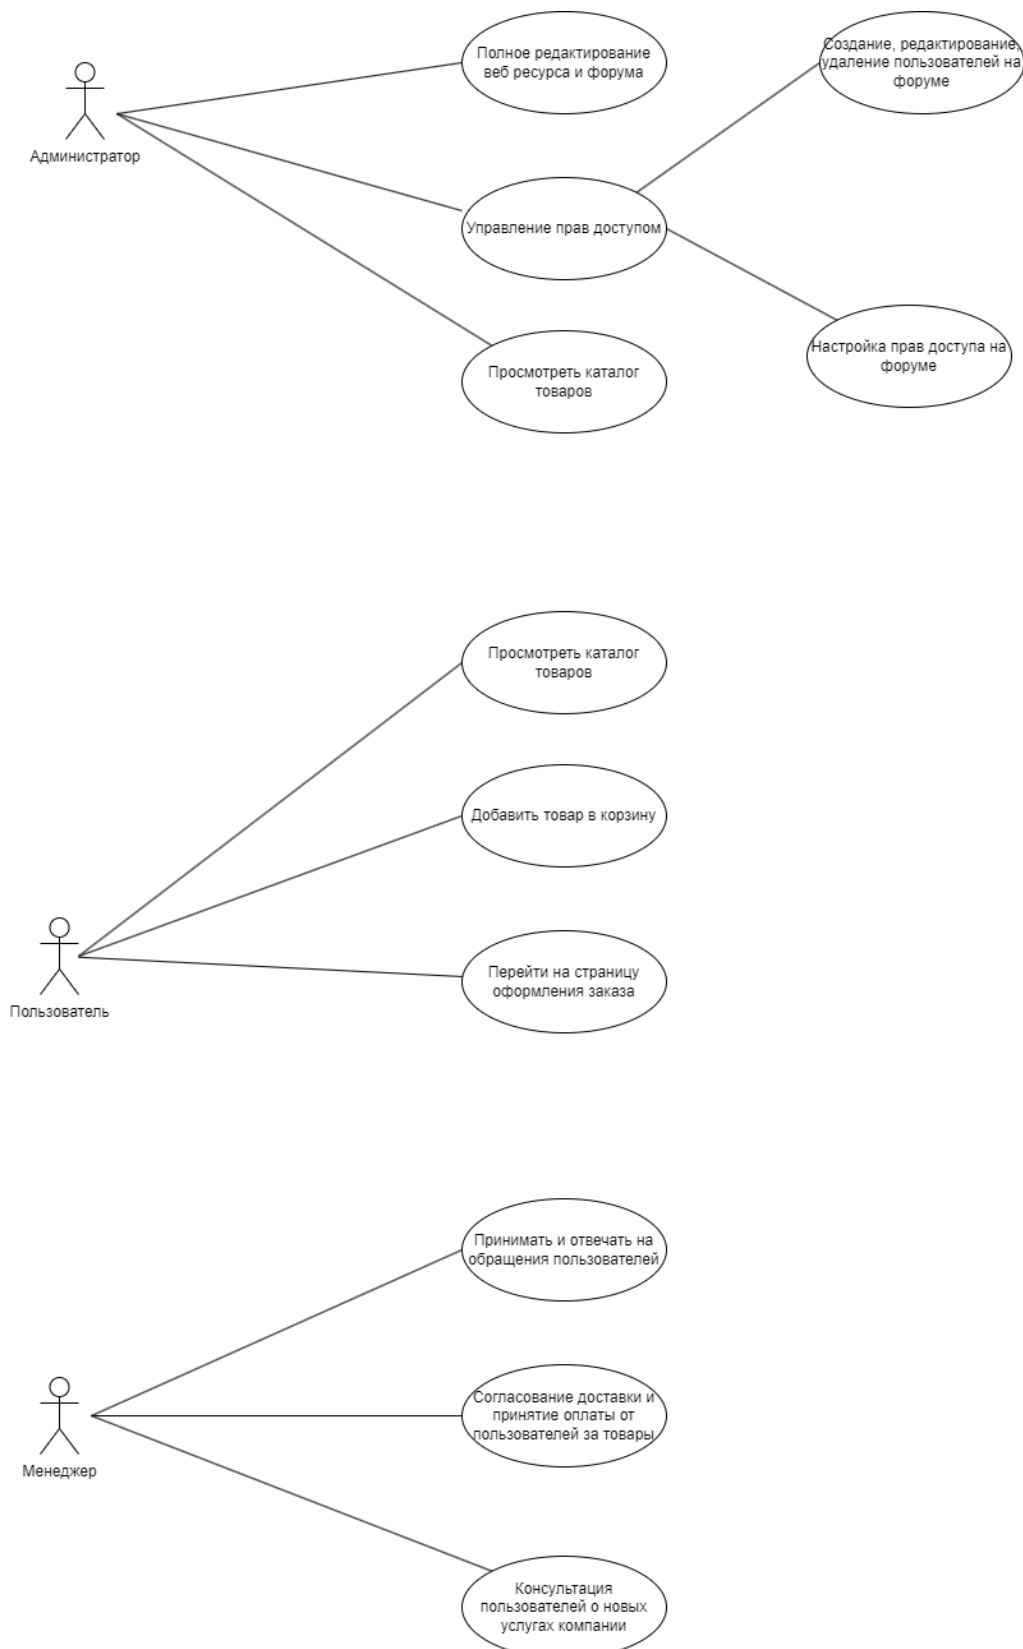 Полное редактирование
веб ресурса и форума
Создание, редактирование,
удаление пользователей на
форуме
Администратор
Управление прав доступом
Настройка прав доступа на
форуме
Просмотреть каталог
товаров
Просмотреть каталог
товаров
Добавить товар в корзину
Перейти на страницу
оформления заказа
Пользователь
Принимать и отвечать на
обращения пользователей
Согласование доставки и
принятие оплаты от
пользователей за товары
Менеджер
Консультация
пользователей о новых
услугах компании